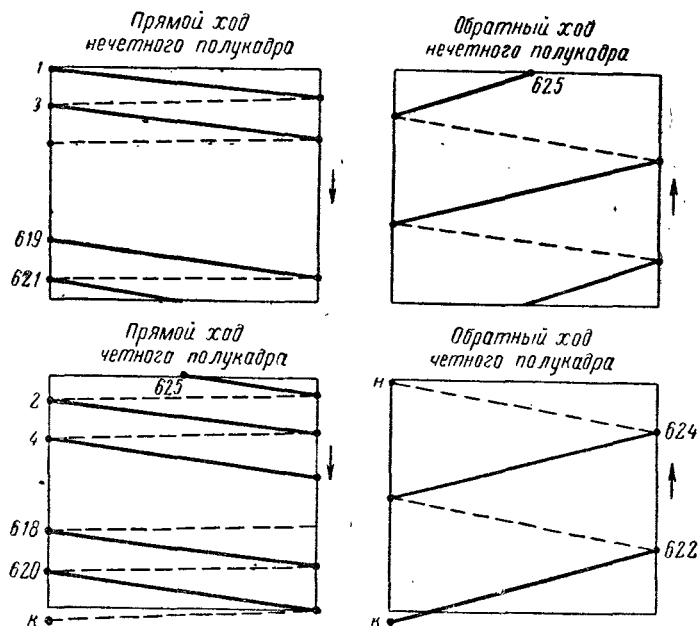 Прямой ход
нечетного полукадра
1
3
619
621
Обратный ход
нечетного полукадра
625
Прямой ход
четного полукадра
625
2
4
618
620
к
Обратный ход
четного полукадра
н
624
622
к